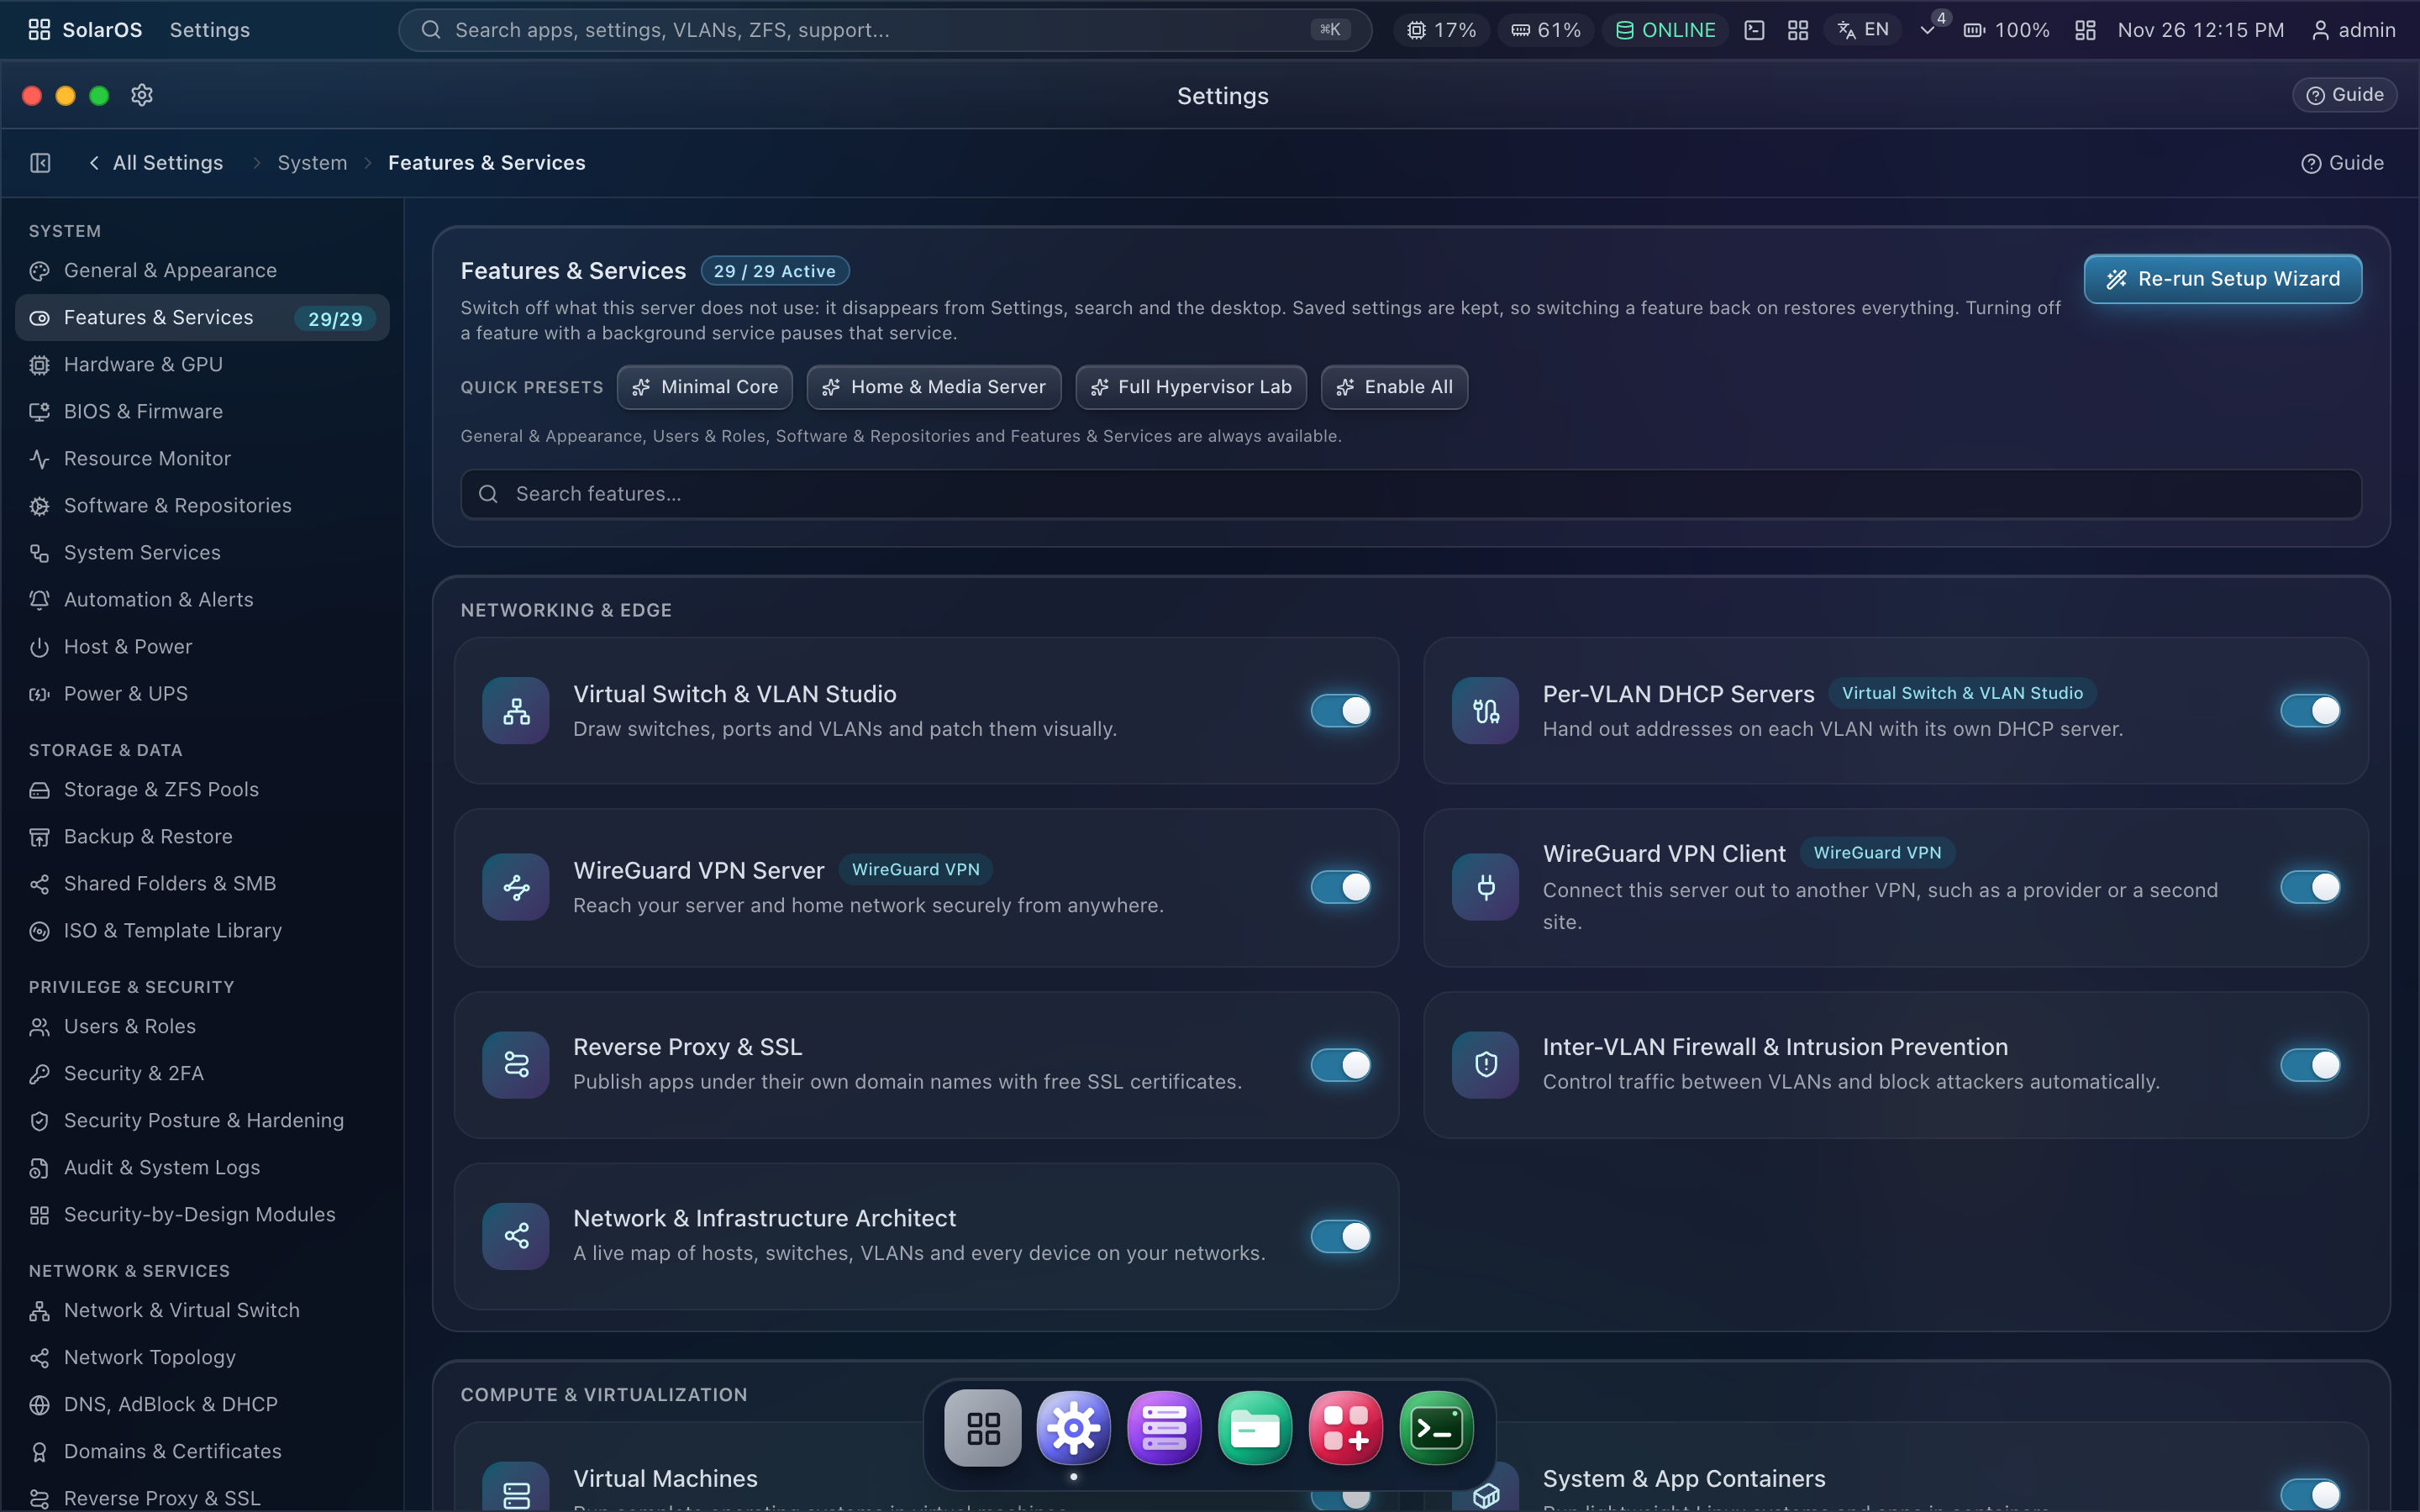 SolarOS
Settings
Search apps, settings, VLANs, ZFS, support...
⌘K
17%
61%
ONLINE
EN
4
100%
Nov 26 12:15 PM
admin
Settings
Guide
All Settings
System
Features & Services
Guide
SYSTEM
General & Appearance
Features & Services
29/29
Hardware & GPU
BIOS & Firmware
Resource Monitor
Software & Repositories
System Services
Automation & Alerts
Host & Power
Power & UPS
STORAGE & DATA
Storage & ZFS Pools
Backup & Restore
Shared Folders & SMB
ISO & Template Library
PRIVILEGE & SECURITY
Users & Roles
Security & 2FA
Security Posture & Hardening
Audit & System Logs
Security-by-Design Modules
NETWORK & SERVICES
Network & Virtual Switch
Network Topology
DNS, AdBlock & DHCP
Domains & Certificates
Reverse Proxy & SSL
Features & Services
29 / 29 Active
Re-run Setup Wizard
Switch off what this server does not use: it disappears from Settings, search and the desktop. Saved settings are kept, so switching a feature back on restores everything. Turning off
a feature with a background service pauses that service.
QUICK PRESETS
Minimal Core
Home & Media Server
Full Hypervisor Lab
Enable All
General & Appearance, Users & Roles, Software & Repositories and Features & Services are always available.
Search features...
NETWORKING & EDGE
Virtual Switch & VLAN Studio
Draw switches, ports and VLANs and patch them visually.
Per-VLAN DHCP Servers
Virtual Switch & VLAN Studio
Hand out addresses on each VLAN with its own DHCP server.
WireGuard VPN Server
WireGuard VPN
Reach your server and home network securely from anywhere.
WireGuard VPN Client
WireGuard VPN
Connect this server out to another VPN, such as a provider or a second
site.
Reverse Proxy & SSL
Publish apps under their own domain names with free SSL certificates.
Inter-VLAN Firewall & Intrusion Prevention
Control traffic between VLANs and block attackers automatically.
Network & Infrastructure Architect
A live map of hosts, switches, VLANs and every device on your networks.
COMPUTE & VIRTUALIZATION
Virtual Machines
System & App Containers